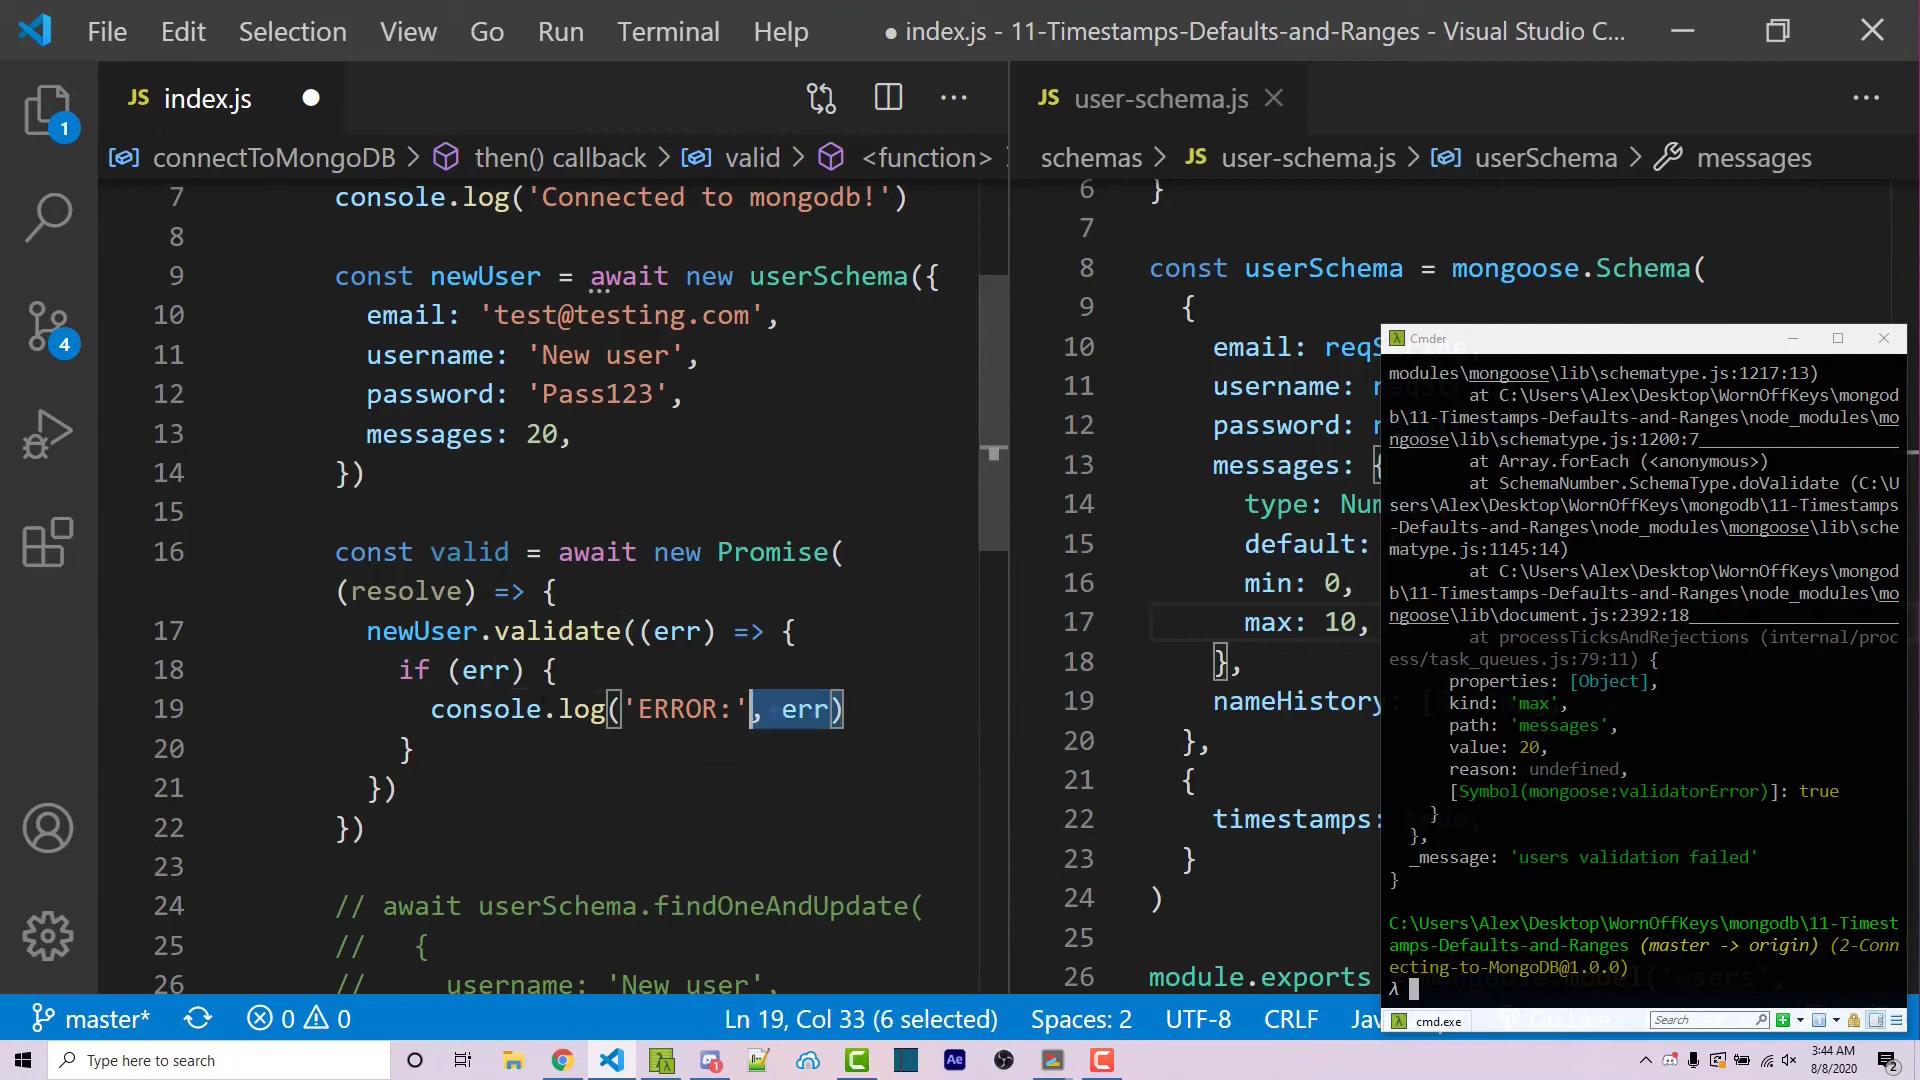 File Edit Selection View Go Run Terminal Help ● index.js - 11-Timestamps-Defaults-and-Ranges - Visual Studio C...
JS index.js ●
connectToMongoDB > then() callback > valid > <function>
7 console.log('Connected to mongodb!')
8
9 const newUser = await new userSchema({
10 email: 'test@testing.com',
11 username: 'New user',
12 password: 'Pass123',
13 messages: 20,
14 })
15
16 const valid = await new Promise(
(resolve) => {
17 newUser.validate((err) => {
18 if (err) {
19 console.log('ERROR:', err)
20 }
21 })
22 })
23
24 // await userSchema.findOneAndUpdate(
25 // {
26 // username: 'New user',
JS user-schema.js
schemas > JS user-schema.js > userSchema > messages
6 }
7
8 const userSchema = mongoose.Schema(
9 {
10 email: reqS
11 username: r
12 password: r
13 messages: {
14 type: Num
15 default:
16 min: 0,
17 max: 10,
18 },
19 nameHistory:
20 },
21 {
22 timestamps:
23 }
24 )
25
26 module.exports
Cmder
modules\mongoose\lib\schematype.js:1217:13)
at C:\Users\Alex\Desktop\WornOffKeys\mongod
b\11-Timestamps-Defaults-and-Ranges\node_modules\mo
ngoose\lib\schematype.js:1200:7
at Array.forEach (<anonymous>)
at SchemaNumber.SchemaType.doValidate (C:\U
sers\Alex\Desktop\WornOffKeys\mongodb\11-Timestamps
-Defaults-and-Ranges\node_modules\mongoose\lib\sche
matype.js:1145:14)
at C:\Users\Alex\Desktop\WornOffKeys\mongod
b\11-Timestamps-Defaults-and-Ranges\node_modules\mo
ngoose\lib\document.js:2392:18
at processTicksAndRejections (internal/proc
ess/task_queues.js:79:11) {
properties: [Object],
kind: 'max',
path: 'messages',
value: 20,
reason: undefined,
[Symbol(mongoose:validatorError)]: true
}
},
_message: 'users validation failed'
}
C:\Users\Alex\Desktop\WornOffKeys\mongodb\11-Timest
amps-Defaults-and-Ranges (master -> origin) (2-Conn
ecting-to-MongoDB@1.0.0)
λ
cmd.exe Search
1
4
master* 0 0 Ln 19, Col 33 (6 selected) Spaces: 2 UTF-8 CRLF Jav
Type here to search
Ae
1
3:44 AM
8/8/2020
2